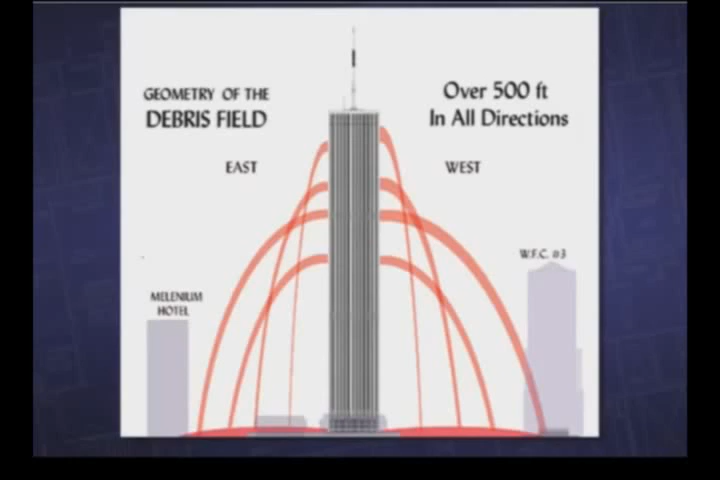 GEOMETRY OF THE
DEBRIS FIELD
Over 500 ft
In All Directions
EAST
WEST
W.F.C. #3
MELENIUM
HOTEL